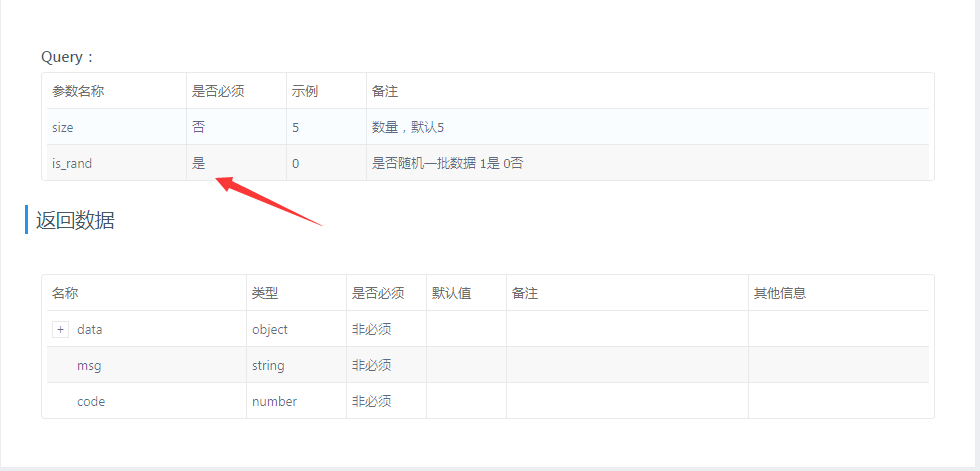 Query：
参数名称 是否必须 示例 备注
size 否 5 数量，默认5
is_rand 是 0 是否随机一批数据 1是 0否
返回数据
名称 类型 是否必须 默认值 备注 其他信息
+ data object 非必须
msg string 非必须
code number 非必须